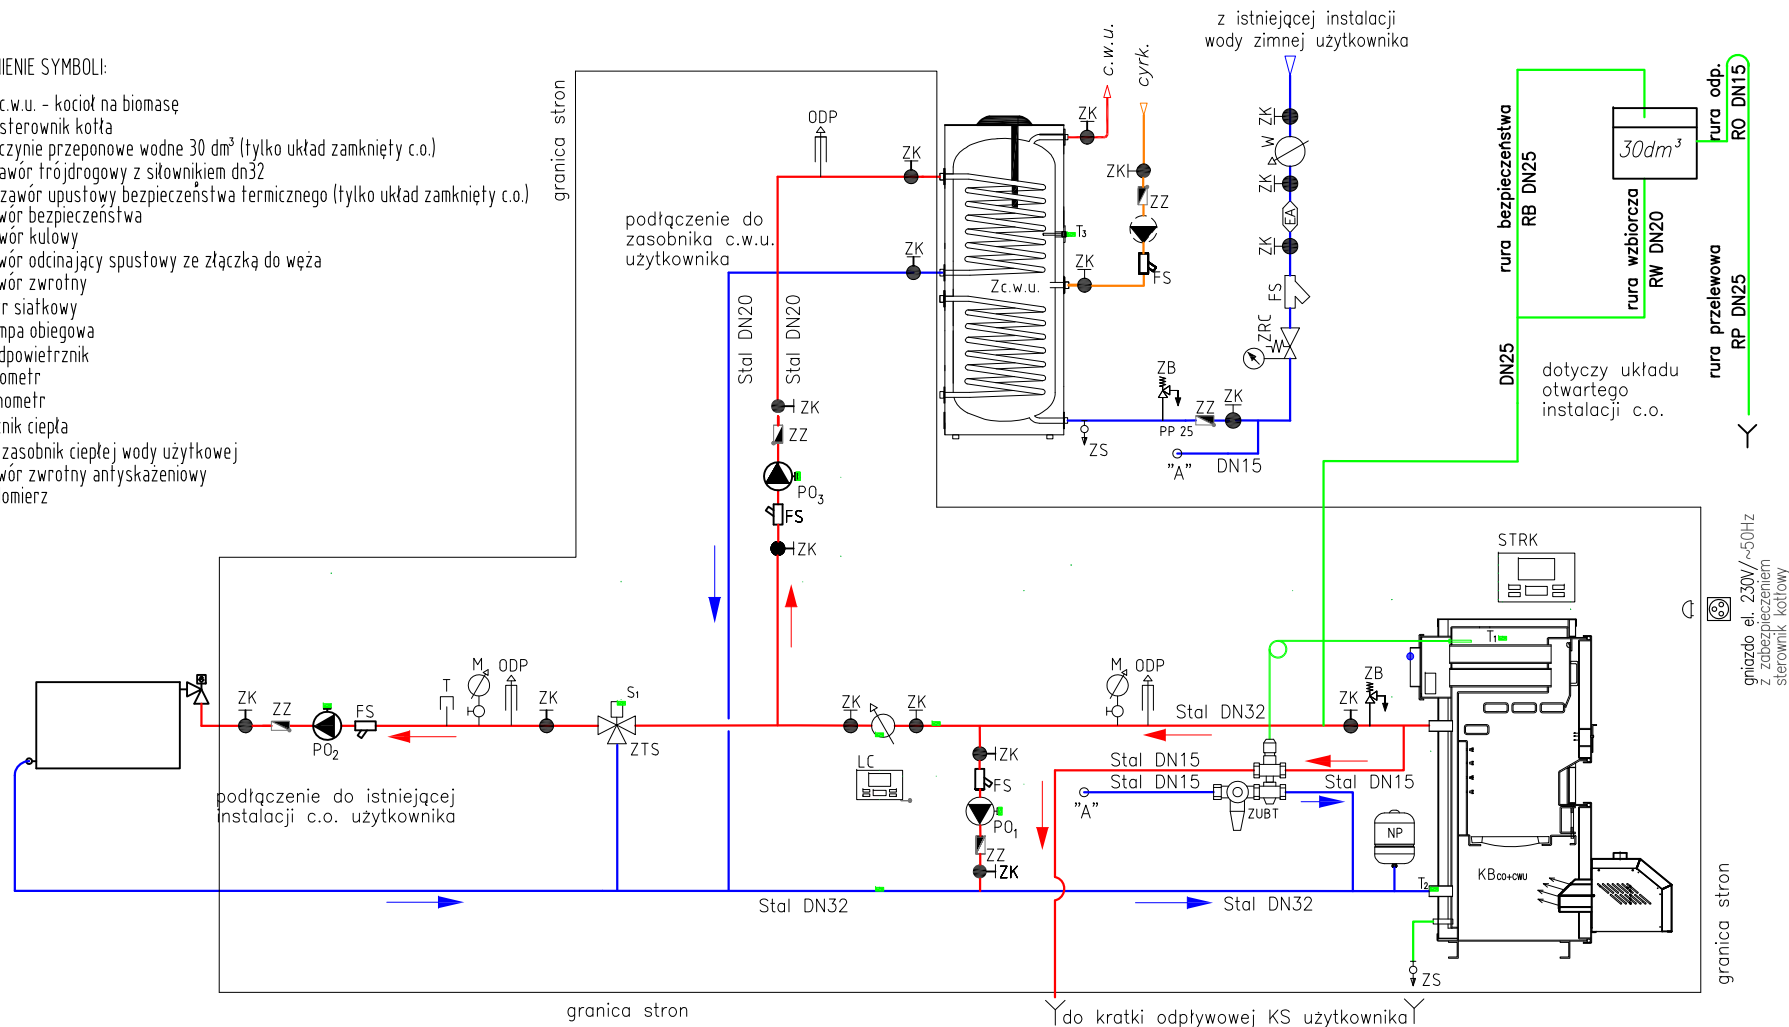 NIENIE SYMBOLI:
c.w.u. - kocioł na biomasę
sterownik kotła
czynie przeponowe wodne 30 dm³ (tylko układ zamknięty c.o.)
awór trójdrogowy z siłownikiem dn32
zawór upustowy bezpieczeństwa termicznego (tylko układ zamknięty c.o.)
wór bezpieczeństwa
wór kulowy
wór odcinający spustowy ze złączką do węża
wór zwrotny
r siatkowy
mpa obiegowa
dpowietrznik
ometr
nometr
znik ciepła
zasobnik ciepłej wody użytkowej
wór zwrotny antyskażeniowy
omierz
granica stron
ODP
ZK
ZK
podłączenie do
zasobnika c.w.u.
użytkownika
Stal DN20
Stal DN20
ZK
ZZ
PO3
FS
ZK
c.w.u.
cyrk.
ZK
ZK
ZZ
FS
ZK
T3
Zc.w.u.
z istniejącej instalacji
wody zimnej użytkownika
ZK
W
ZK
EA
ZK
FS
ZRC
ZB
ZZ
ZK
PP 25
ZS
"A"
DN15
rura bezpieczeństwa
RB DN25
30dm³
rura odp.
RO DN15
rura wzbiorcza
RW DN20
rura przelewowa
RP DN25
DN25
dotyczy układu
otwartego
instalacji c.o.
STRK
gniazdo el. 230V/~50Hz
z zabezpieczeniem
sterownik kotłowy
T1
ZK
ZZ
PO2
FS
T
M
ODP
ZK
S1
ZTS
ZK
ZK
LC
M
ODP
Stal DN32
ZK
ZB
ZK
FS
PO1
ZZ
ZK
Stal DN15
Stal DN15
Stal DN15
"A"
ZUBT
NP
T2
KBCO+CWU
podłączenie do istniejącej
instalacji c.o. użytkownika
Stal DN32
Stal DN32
ZS
granica stron
granica stron
do kratki odpływowej KS użytkownika